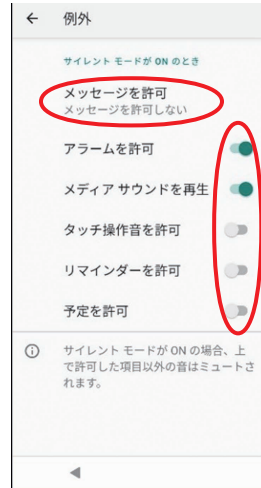 例外
サイレント モードが ON のとき
メッセージを許可
メッセージを許可しない
アラームを許可
メディア サウンドを再生
タッチ操作音を許可
リマインダーを許可
予定を許可
サイレント モードが ON の場合、上
で許可した項目以外の音はミュートさ
れます。